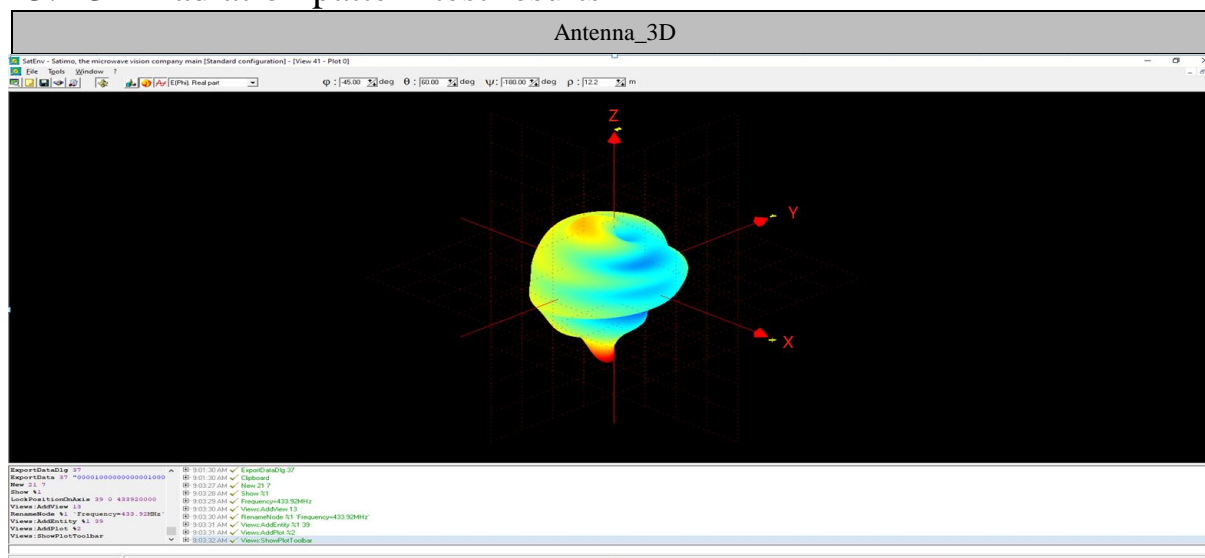 Antenna_3D
SatEnv - Satimo, the microwave vision company main [Standard configuration] - [View 41 - Plot 0]
File Tools Window ?
E(Phi) Real part φ : -45.00 deg θ : 60.00 deg ψ : -180.00 deg ρ : 12.2 m
Z
Y
X
ExportDataDlg 37
ExportData 37
New 21 7
Show %1
LockPositionOnAxis 39 0 433920000
Views:AddView 13
RenameNode %1 'Frequency=433.92MHz'
Views:AddEntity %1 39
Views:AddPlot %2
Views:ShowPlotToolbar
9:01:30 AM ExportDataDlg 37
9:01:30 AM Clipboard
9:03:27 AM New 21 7
9:03:28 AM Show %1
9:03:29 AM Frequency=433.92MHz
9:03:30 AM Views:AddView 13
9:03:30 AM RenameNode %1 'Frequency=433.92MHz'
9:03:31 AM Views:AddEntity %1 39
9:03:31 AM Views:AddPlot %2
9:03:32 AM Views:ShowPlotToolbar